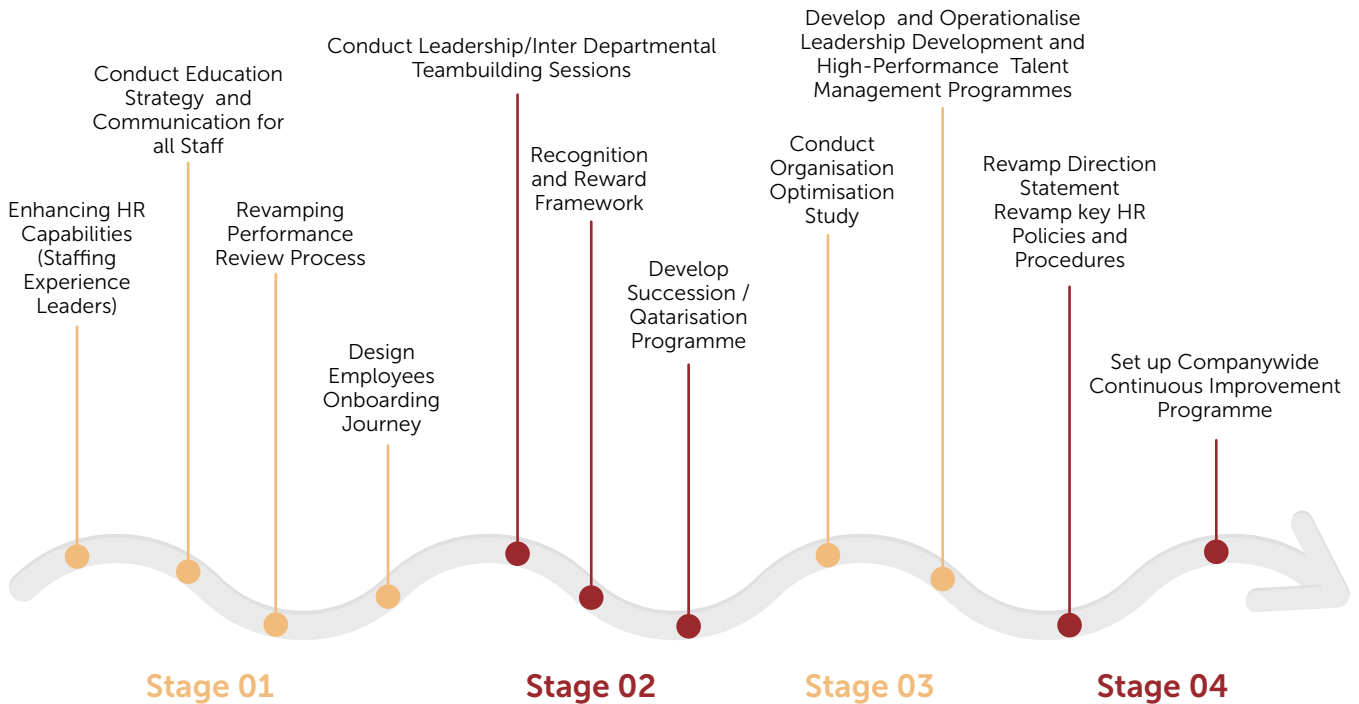 Enhancing HR
Capabilities
(Staffing
Experience
Leaders)
Conduct Education
Strategy and
Communication for
all Staff
Revamping
Performance
Review Process
Design
Employees
Onboarding
Journey
Conduct Leadership/Inter Departmental
Teambuilding Sessions
Recognition
and Reward
Framework
Develop
Succession /
Qatarisation
Programme
Conduct
Organisation
Optimisation
Study
Develop and Operationalise
Leadership Development and
High-Performance Talent
Management Programmes
Revamp Direction
Statement
Revamp key HR
Policies and
Procedures
Set up Companywide
Continuous Improvement
Programme
Stage 01
Stage 02
Stage 03
Stage 04